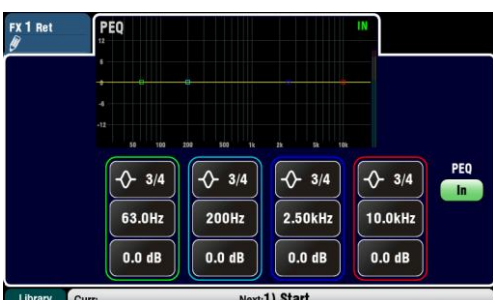 FX 1 Ret
PEQ
IN
12
6
0
-6
-12
50 100 200 500 1k 2k 5k 10k
3/4 3/4 3/4 3/4
63.0Hz 200Hz 2.50kHz 10.0kHz
0.0 dB 0.0 dB 0.0 dB 0.0 dB
PEQ
In
Library Curr: Next:1) Start